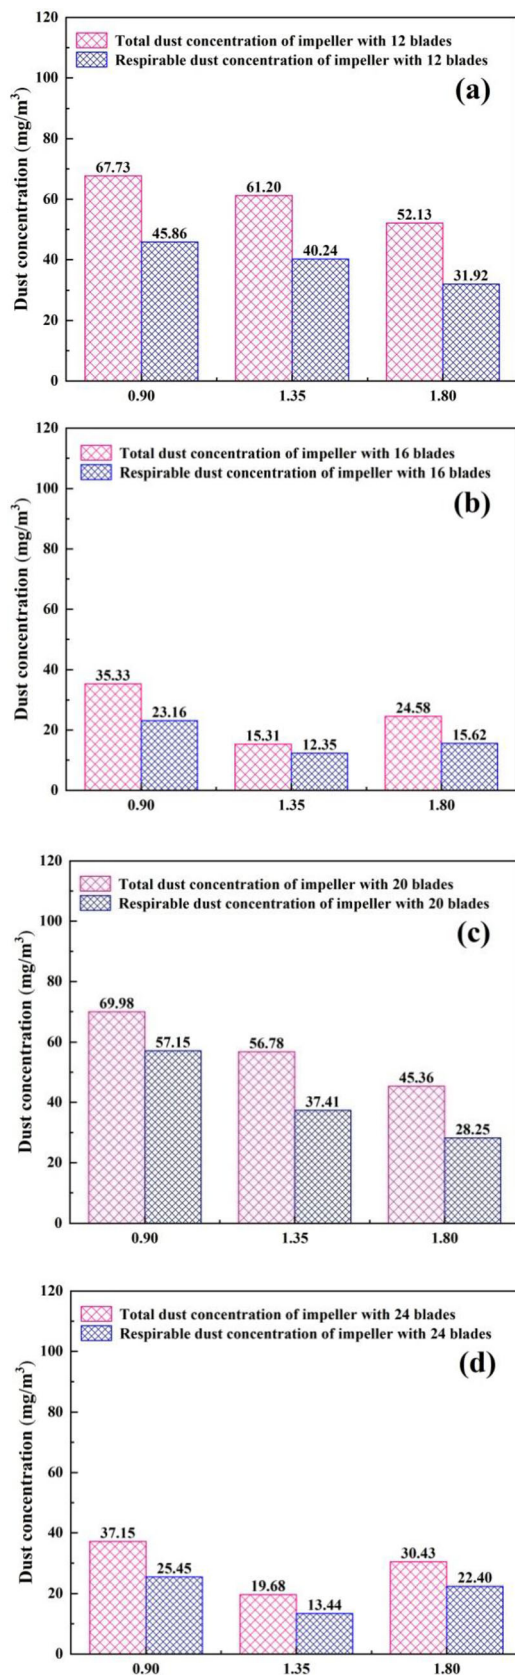 120
Total dust concentration of impeller with 12 blades
Respirable dust concentration of impeller with 12 blades
(a)
100
80
67.73
61.20
60
52.13
45.86
40.24
40
31.92
20
0
0.90 1.35 1.80
Dust concentration (mg/m³)
120
Total dust concentration of impeller with 16 blades
Respirable dust concentration of impeller with 16 blades
(b)
100
80
60
40
35.33
23.16
24.58
20
15.31
12.35
15.62
0
0.90 1.35 1.80
Dust concentration (mg/m³)
120
Total dust concentration of impeller with 20 blades
Respirable dust concentration of impeller with 20 blades
(c)
100
80
69.98
60
57.15
56.78
45.36
40
37.41
28.25
20
0
0.90 1.35 1.80
Dust concentration (mg/m³)
120
Total dust concentration of impeller with 24 blades
Respirable dust concentration of impeller with 24 blades
(d)
100
80
60
40
37.15
30.43
25.45
22.40
20
19.68
13.44
0
0.90 1.35 1.80
Dust concentration (mg/m³)